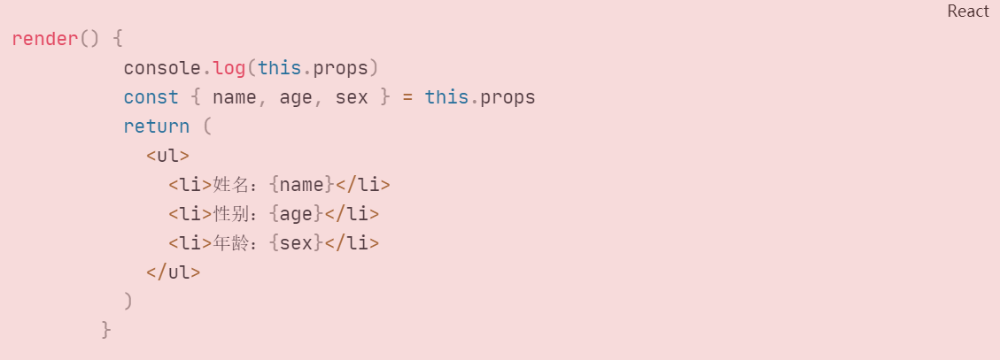 React
render() {
console.log(this.props)
const { name, age, sex } = this.props
return (
<ul>
<li>姓名：{name}</li>
<li>性别：{age}</li>
<li>年龄：{sex}</li>
</ul>
)
}